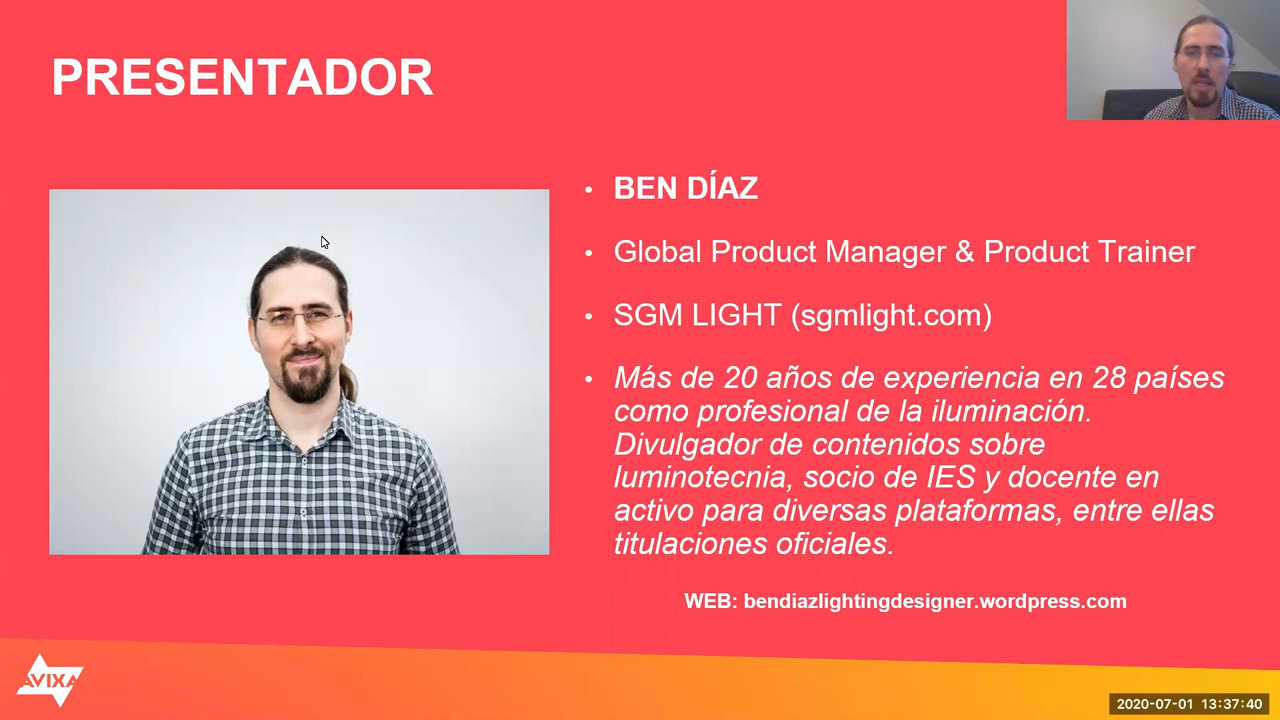 PRESENTADOR
• BEN DÍAZ
• Global Product Manager & Product Trainer
• SGM LIGHT (sgmlight.com)
• Más de 20 años de experiencia en 28 países
como profesional de la iluminación.
Divulgador de contenidos sobre
luminotecnia, socio de IES y docente en
activo para diversas plataformas, entre ellas
titulaciones oficiales.
WEB: bendiazlightingdesigner.wordpress.com
AVIXA
2020-07-01 13:37:40